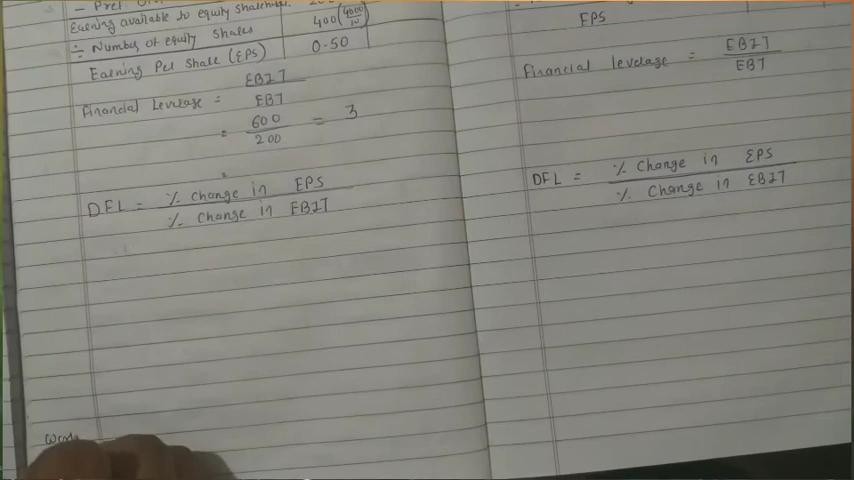 - Pref
Earning available to equity shareholders
÷ Number of equity shares 400 (4000/10)
Earning Per Share (EPS) 0.50
Financial Leverage = EBIT / EBT
= 600 / 200 = 3
DFL = % Change in EPS / % Change in EBIT
EPS
Financial leverage = EBIT / EBT
DFL = % Change in EPS / % Change in EBIT